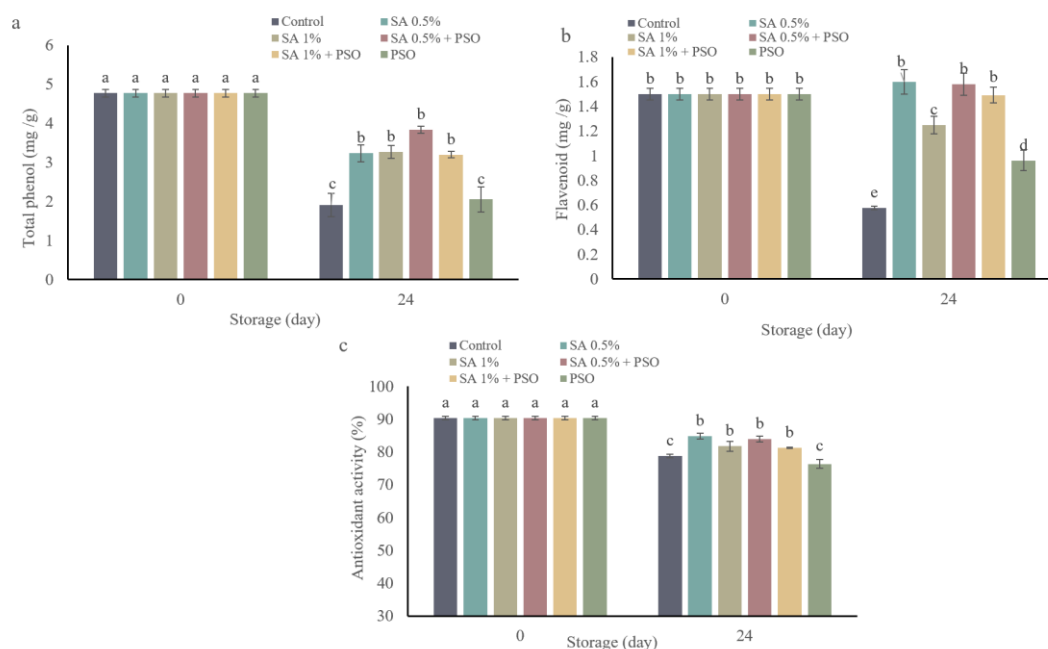 a
Control SA 0.5%
SA 1% SA 0.5% + PSO
SA 1% + PSO PSO
Total phenol (mg /g)
6
5
4
3
2
1
0
a a a a a a
c b b b b c
0 24
Storage (day)
b
Control SA 0.5%
SA 1% SA 0.5% + PSO
SA 1% + PSO PSO
Flavenoid (mg /g)
1.8
1.6
1.4
1.2
1
0.8
0.6
0.4
0.2
0
b b b b b b
e b c b b d
0 24
Storage (day)
c
Control SA 0.5%
SA 1% SA 0.5% + PSO
SA 1% + PSO PSO
Antioxidant activity (%)
100
90
80
70
60
50
40
30
a a a a a a
c b b b b c
0 24
Storage (day)